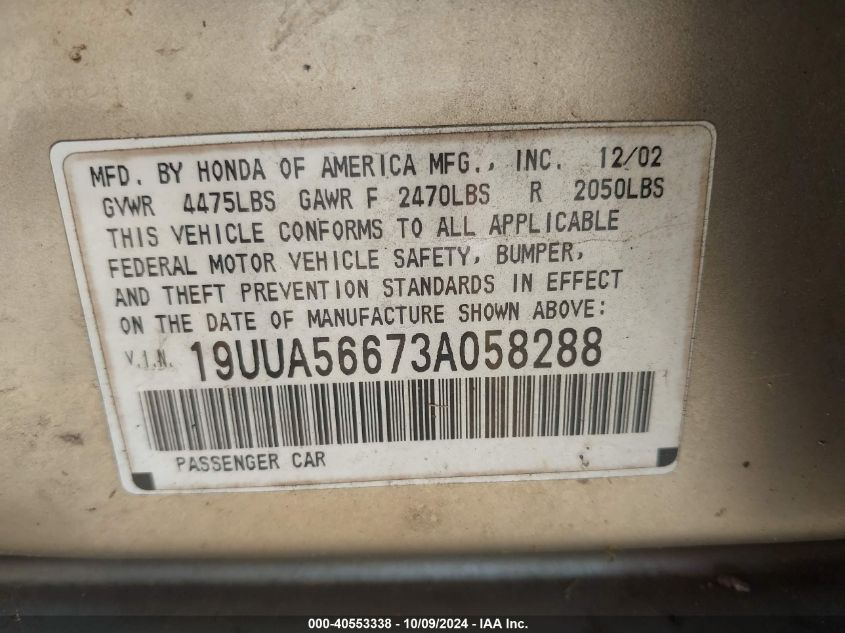 MFD. BY HONDA OF AMERICA MFG., INC. 12/02
GVWR 4475LBS GAWR F 2470LBS R 2050LBS
THIS VEHICLE CONFORMS TO ALL APPLICABLE
FEDERAL MOTOR VEHICLE SAFETY, BUMPER,
AND THEFT PREVENTION STANDARDS IN EFFECT
ON THE DATE OF MANUFACTURE SHOWN ABOVE:
V.I.N. 19UUA56673A058288
PASSENGER CAR
000-40553338 - 10/09/2024 - IAA Inc.